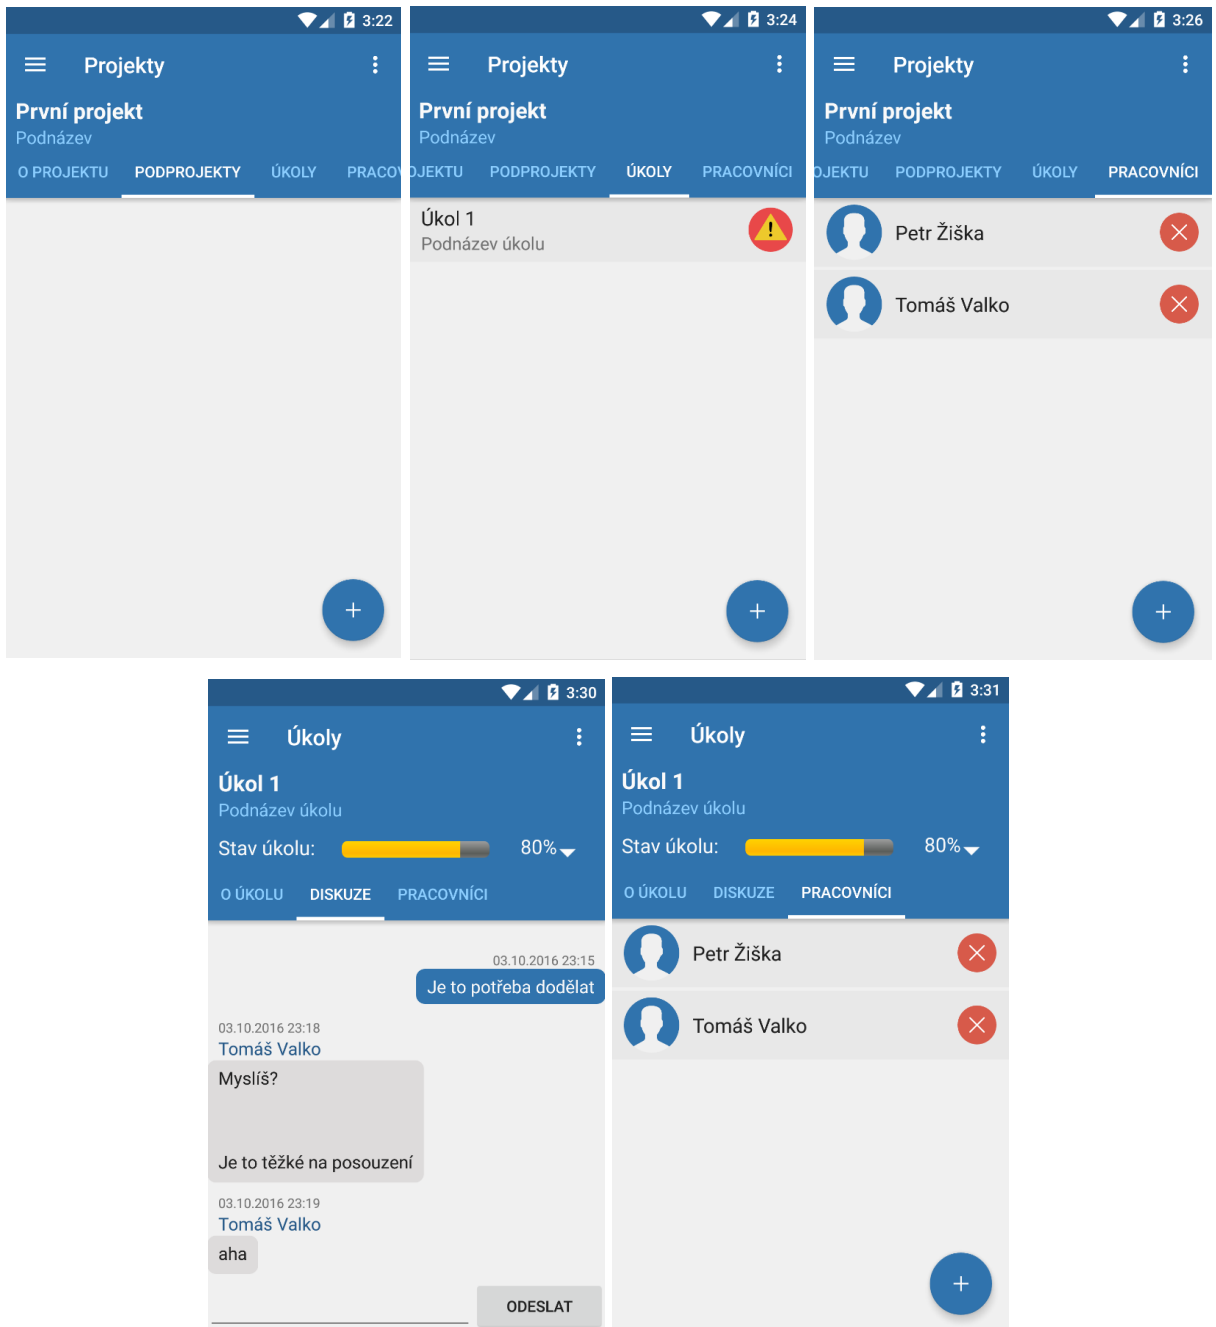 3:22
Projekty
První projekt
Podnázev
O PROJEKTU PODPROJEKTY ÚKOLY PRACOV
3:24
Projekty
První projekt
Podnázev
OJEKTU PODPROJEKTY ÚKOLY PRACOVNÍCI
Úkol 1
Podnázev úkolu
3:26
Projekty
První projekt
Podnázev
OJEKTU PODPROJEKTY ÚKOLY PRACOVNÍCI
Petr Žiška
Tomáš Valko
3:30
Úkoly
Úkol 1
Podnázev úkolu
Stav úkolu: 80%
O ÚKOLU DISKUZE PRACOVNÍCI
03.10.2016 23:15
Je to potřeba dodělat
03.10.2016 23:18
Tomáš Valko
Myslíš?
Je to těžké na posouzení
03.10.2016 23:19
Tomáš Valko
aha
ODESLAT
3:31
Úkoly
Úkol 1
Podnázev úkolu
Stav úkolu: 80%
O ÚKOLU DISKUZE PRACOVNÍCI
Petr Žiška
Tomáš Valko